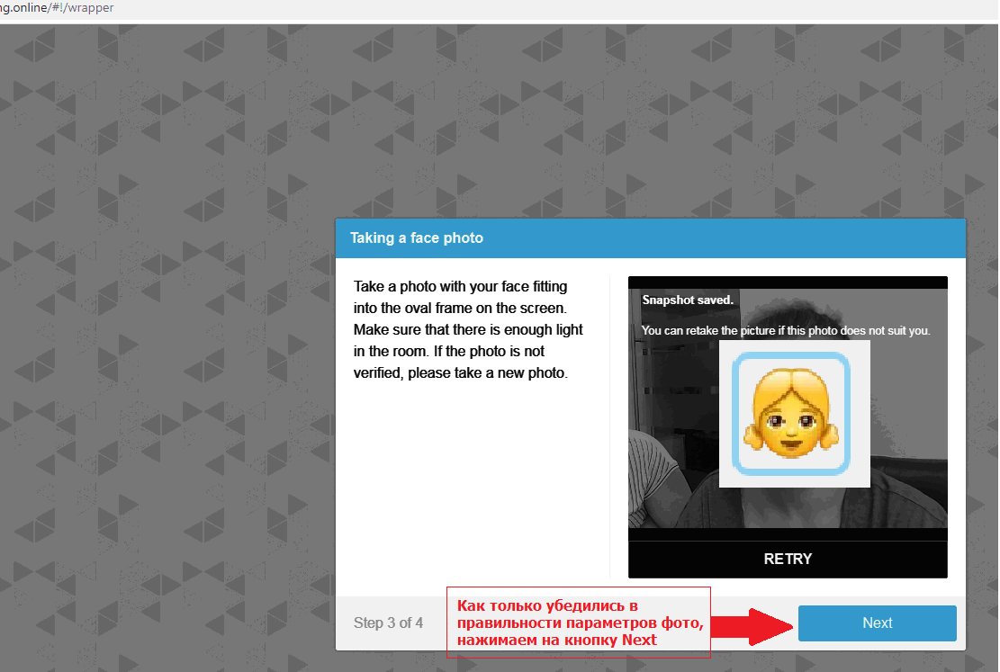 ng.online/#!/wrapper
Taking a face photo
Take a photo with your face fitting
into the oval frame on the screen.
Make sure that there is enough light
in the room. If the photo is not
verified, please take a new photo.
Snapshot saved.
You can retake the picture if this photo does not suit you.
RETRY
Step 3 of 4
Как только убедились в
правильности параметров фото,
нажимаем на кнопку Next
Next